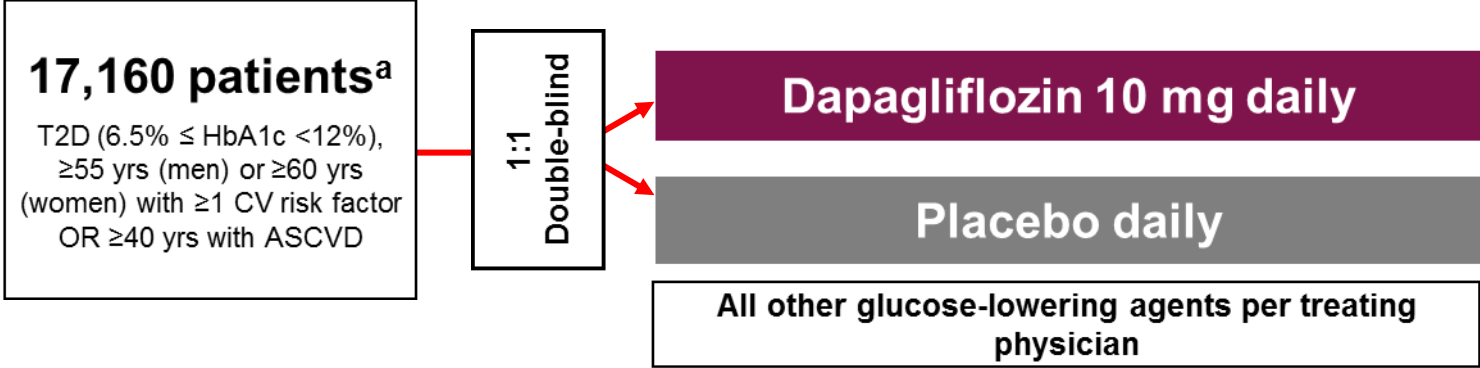 17,160 patientsᵃ
T2D (6.5% ≤ HbA1c <12%),
≥55 yrs (men) or ≥60 yrs
(women) with ≥1 CV risk factor
OR ≥40 yrs with ASCVD
1:1
Double-blind
Dapagliflozin 10 mg daily
Placebo daily
All other glucose-lowering agents per treating
physician